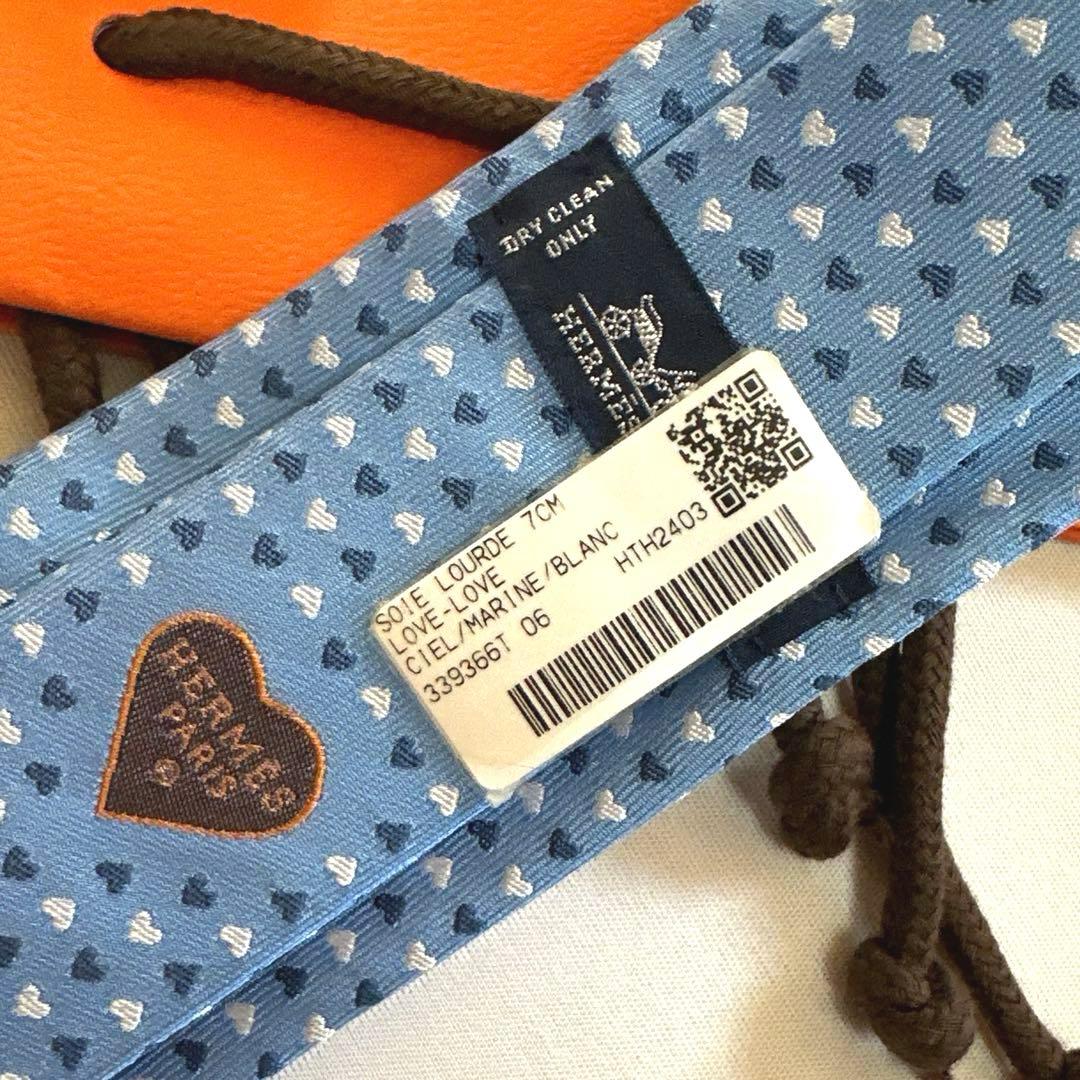 DRY CLEAN
ONLY
HERMES
SOIE LOURDE 7CM
LOVE-LOVE
CIEL/MARINE/BLANC
339366T 06
HTH2403
HERMES
PARIS